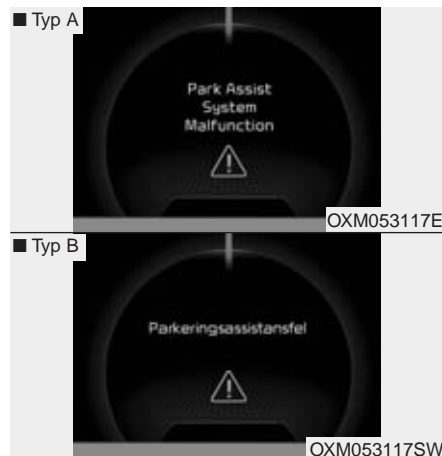 ■ Typ A
Park Assist
System
Malfunction
OXM053117E
■ Typ B
Parkeringsassistansfel
OXM053117SW